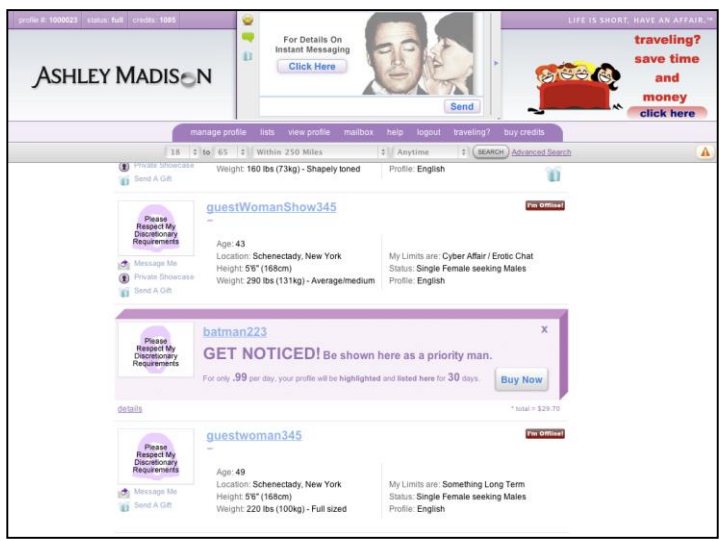 profile #: 1000023 status: full credits: 1085
LIFE IS SHORT. HAVE AN AFFAIR.™
ASHLEY MADISON
For Details On
Instant Messaging
Click Here
Send
traveling?
save time
and
money
click here
manage profile lists view profile mailbox help logout traveling? buy credits
18 to 65 Within 250 Miles Anytime SEARCH Advanced Search
Private Showcase
Send A Gift
Weight: 160 lbs (73kg) - Shapely toned
Profile: English
guestWomanShow345
I'm Offline!
Please
Respect My
Discretionary
Requirements
Message Me
Private Showcase
Send A Gift
Age: 43
Location: Schenectady, New York
Height: 5'6" (168cm)
Weight: 290 lbs (131kg) - Average/medium
My Limits are: Cyber Affair / Erotic Chat
Status: Single Female seeking Males
Profile: English
Please
Respect My
Discretionary
Requirements
batman223
X
GET NOTICED! Be shown here as a priority man.
For only .99 per day, your profile will be highlighted and listed here for 30 days.
Buy Now
details
* total = $29.70
guestwoman345
I'm Offline!
Please
Respect My
Discretionary
Requirements
Message Me
Send A Gift
Age: 49
Location: Schenectady, New York
Height: 5'6" (168cm)
Weight: 220 lbs (100kg) - Full sized
My Limits are: Something Long Term
Status: Single Female seeking Males
Profile: English